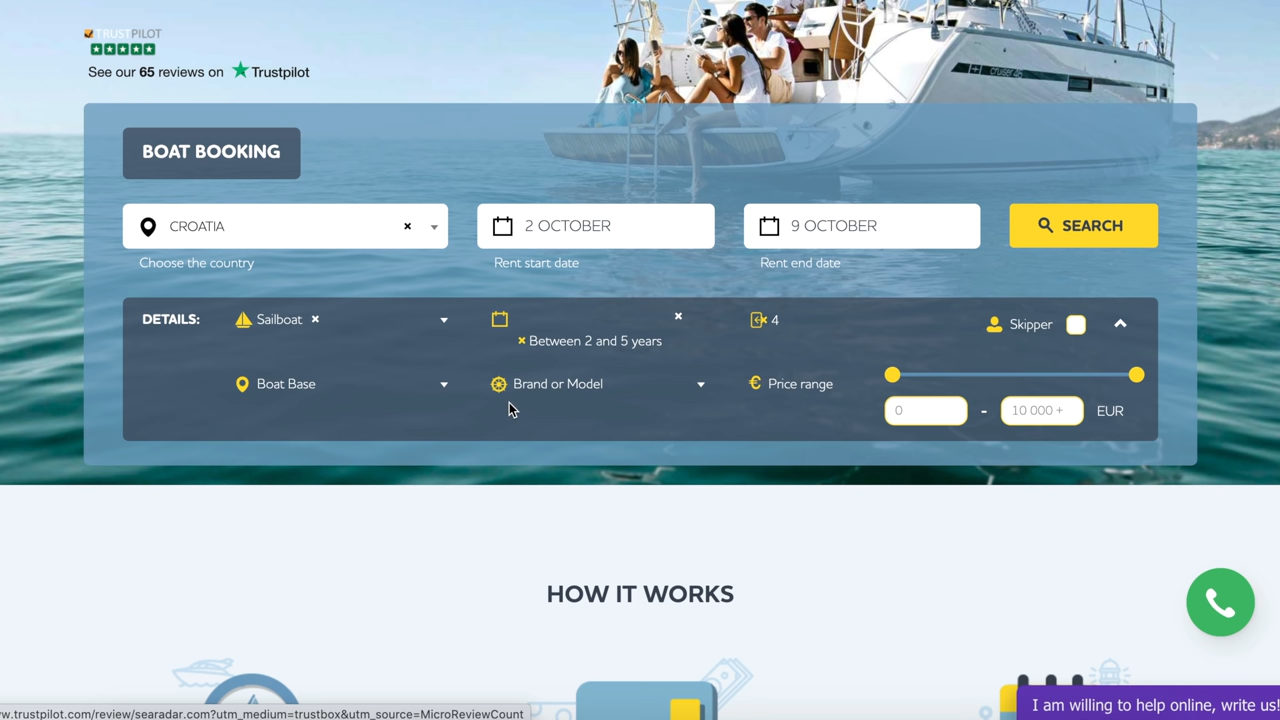 TRUSTPILOT
See our 65 reviews on Trustpilot
cruiser 46
BOAT BOOKING
CROATIA
2 OCTOBER
9 OCTOBER
SEARCH
Choose the country
Rent start date
Rent end date
DETAILS:
Sailboat
4
Skipper
Between 2 and 5 years
Boat Base
Brand or Model
€ Price range
0 - 10 000 + EUR
HOW IT WORKS
I am willing to help online, write us!
w.trustpilot.com/review/searadar.com?utm_medium=trustbox&utm_source=MicroReviewCount